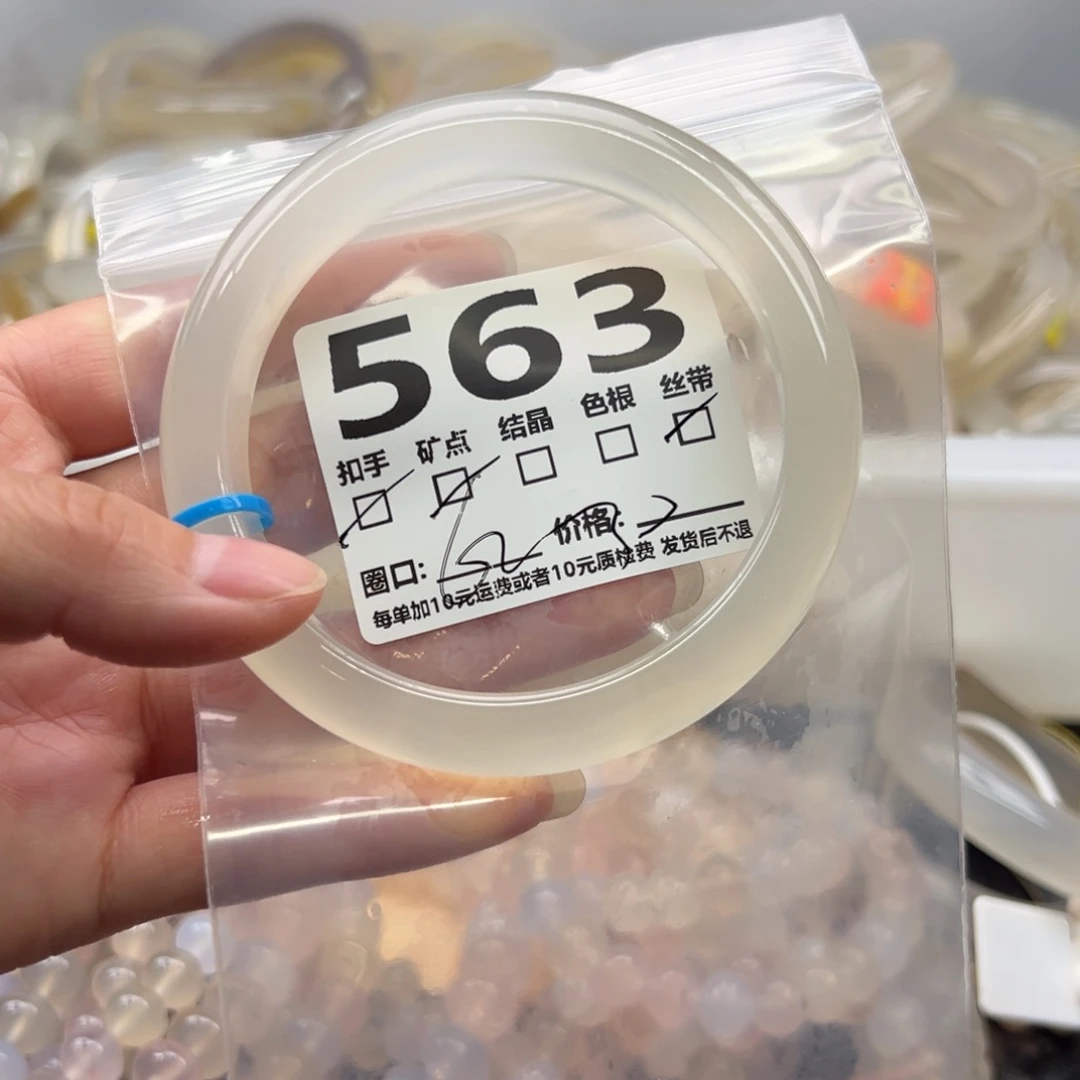 563
扣手 矿点 结晶 色根 丝带
圈口: 价格:
每单加10元运费或者10元质检费 发货后不退